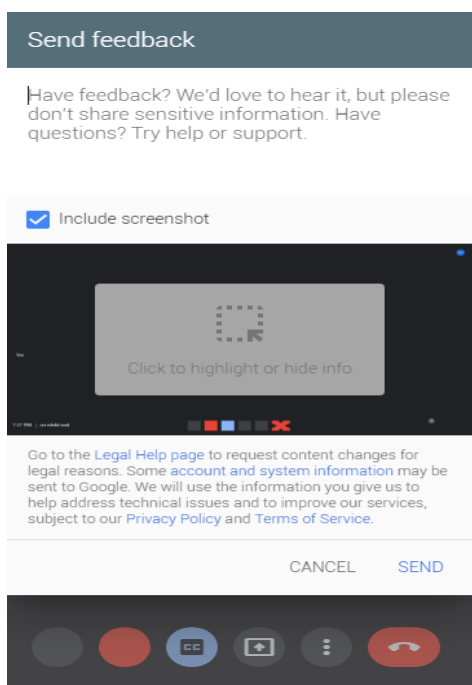 Send feedback
Have feedback? We'd love to hear it, but please
don't share sensitive information. Have
questions? Try help or support.
Include screenshot
Click to highlight or hide info
Go to the Legal Help page to request content changes for
legal reasons. Some account and system information may be
sent to Google. We will use the information you give us to
help address technical issues and to improve our services,
subject to our Privacy Policy and Terms of Service.
CANCEL SEND
CC